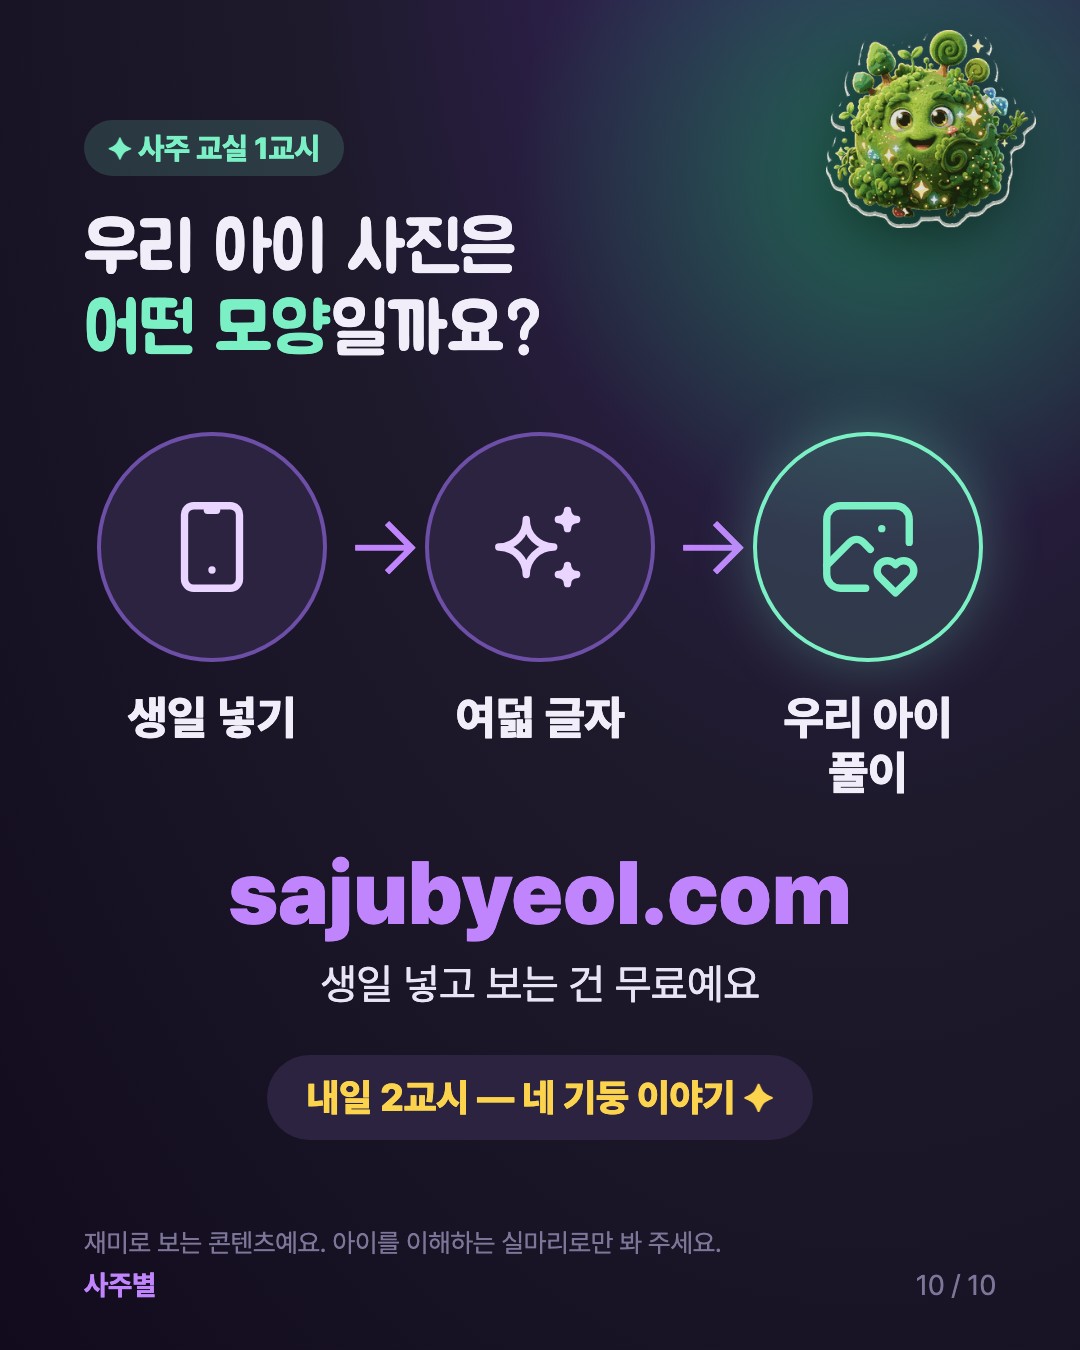 ✦ 사주 교실 1교시
우리 아이 사진은
어떤 모양일까요?
생일 넣기
여덟 글자
우리 아이
풀이
sajubyeol.com
생일 넣고 보는 건 무료예요
내일 2교시 — 네 기둥 이야기 ✦
재미로 보는 콘텐츠예요. 아이를 이해하는 실마리로만 봐 주세요.
사주별
10 / 10